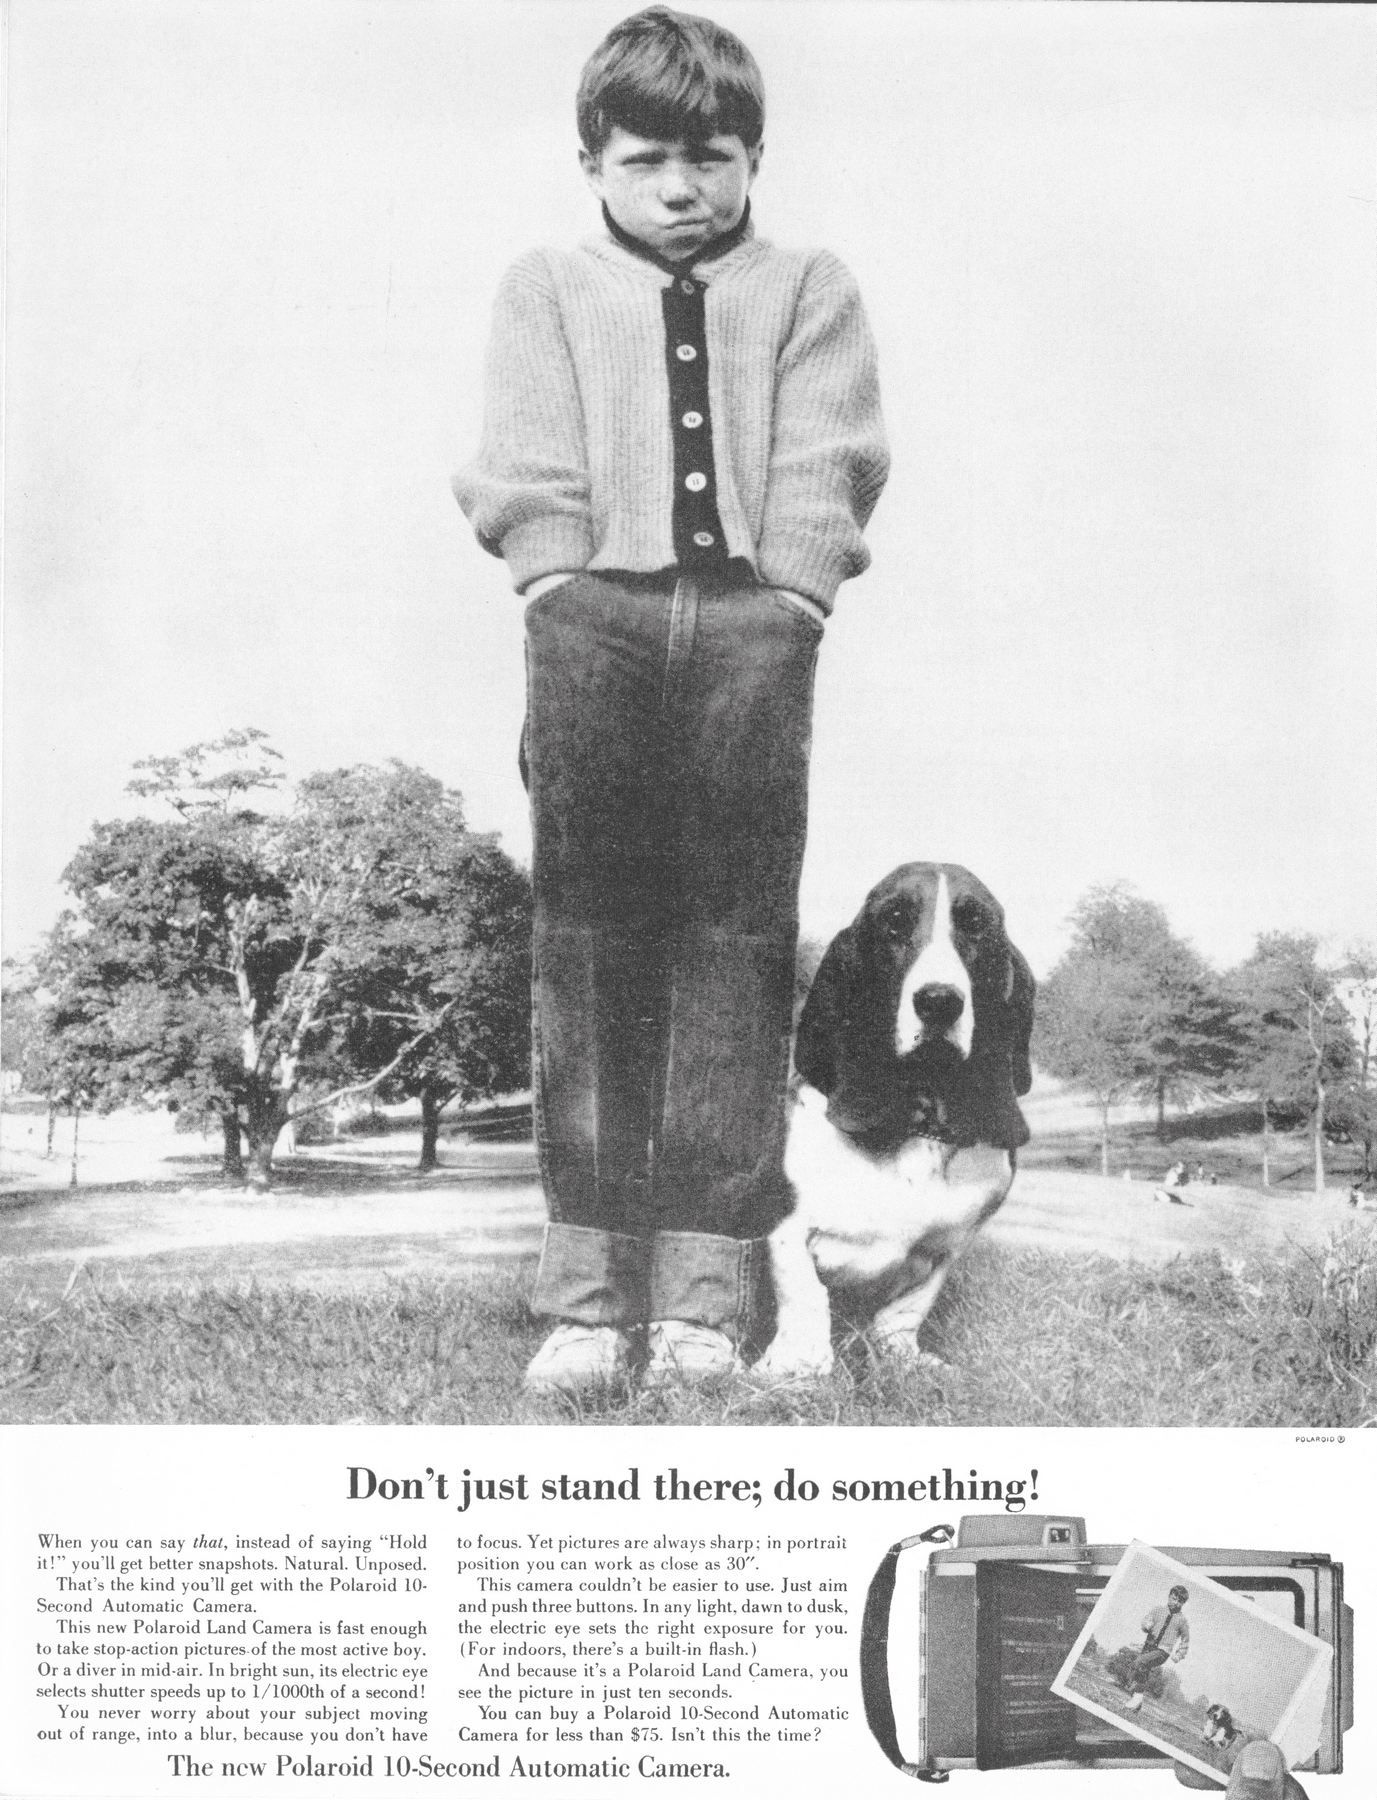 POLAROID ®
Don't just stand there; do something!
When you can say that, instead of saying “Hold
it!” you'll get better snapshots. Natural. Unposed.
That's the kind you'll get with the Polaroid 10-
Second Automatic Camera.
This new Polaroid Land Camera is fast enough
to take stop-action pictures of the most active boy.
Or a diver in mid-air. In bright sun, its electric eye
selects shutter speeds up to 1/1000th of a second!
You never worry about your subject moving
out of range, into a blur, because you don't have
to focus. Yet pictures are always sharp; in portrait
position you can work as close as 30″.
This camera couldn't be easier to use. Just aim
and push three buttons. In any light, dawn to dusk,
the electric eye sets the right exposure for you.
(For indoors, there's a built-in flash.)
And because it's a Polaroid Land Camera, you
see the picture in just ten seconds.
You can buy a Polaroid 10-Second Automatic
Camera for less than $75. Isn't this the time?
The new Polaroid 10-Second Automatic Camera.